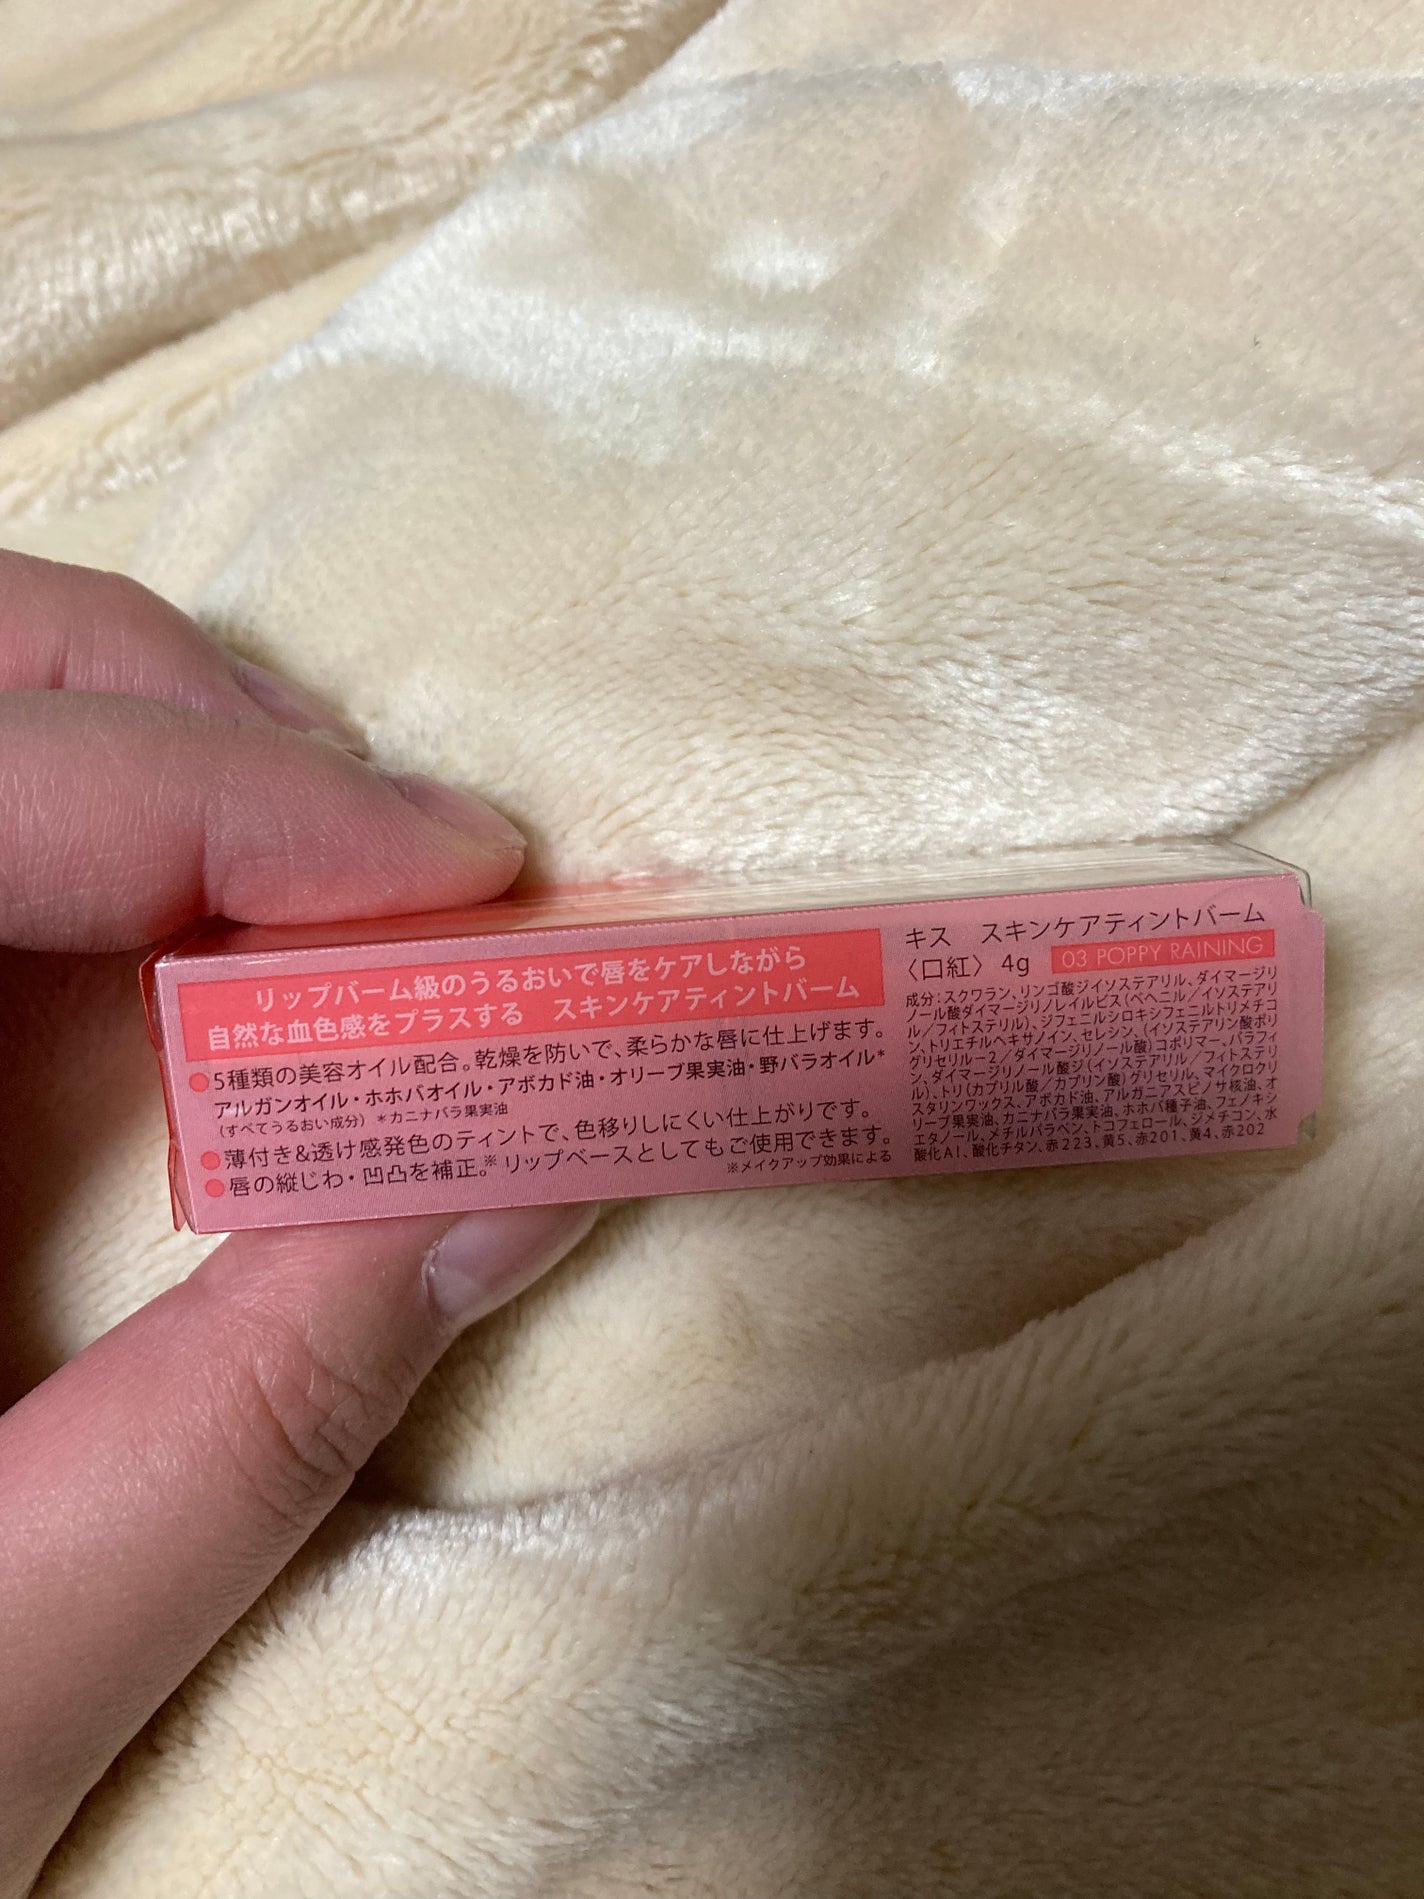 リップバーム級のうるおいで唇をケアしながら
自然な血色感をプラスする　スキンケアティントバーム
●5種類の美容オイル配合。乾燥を防いで、柔らかな唇に仕上げます。
アルガンオイル・ホホバオイル・アボカド油・オリーブ果実油・野バラオイル*
(すべてうるおい成分) *カニナバラ果実油
●薄付き&透け感発色のティントで、色移りしにくい仕上がりです。
●唇の縦じわ・凹凸を補正。※ リップベースとしてもご使用できます。
※メイクアップ効果による
キス　スキンケアティントバーム
〈口紅〉 4g 03 POPPY RAINING
成分：スクワラン、リンゴ酸ジイソステアリル、ダイマージリ
ノール酸ダイマージリノレイルビス(ベヘニル／イソステアリ
ル／フィトステリル)、ジフェニルシロキシフェニルトリメチコ
ン、トリエチルヘキサノイン、セレシン、(イソステアリン酸ポリ
グリセリル－2／ダイマージリノール酸)コポリマー、パラフィ
ン、ダイマージリノール酸ジ(イソステアリル／フィトステリ
ル)、トリ(カプリル酸／カプリン酸)グリセリル、マイクロクリ
スタリンワックス、アボカド油、アルガニアスピノサ核油、オ
リーブ果実油、カニナバラ果実油、ホホバ種子油、フェノキシ
エタノール、メチルパラベン、トコフェロール、ジメチコン、水
酸化Al、酸化チタン、赤223、黄5、赤201、黄4、赤202